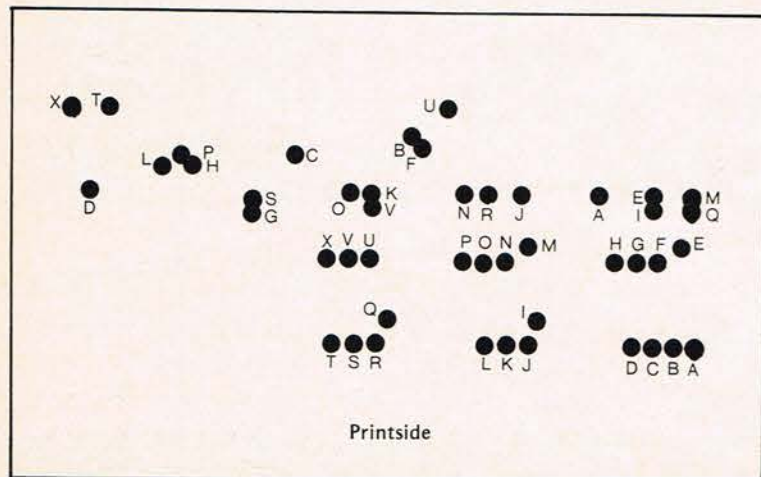 X T U
B
L P H C F
D S K E M
G O V N R J A I Q
X V U P O N M H G F E
Q I
T S R L K J D C B A
Printside